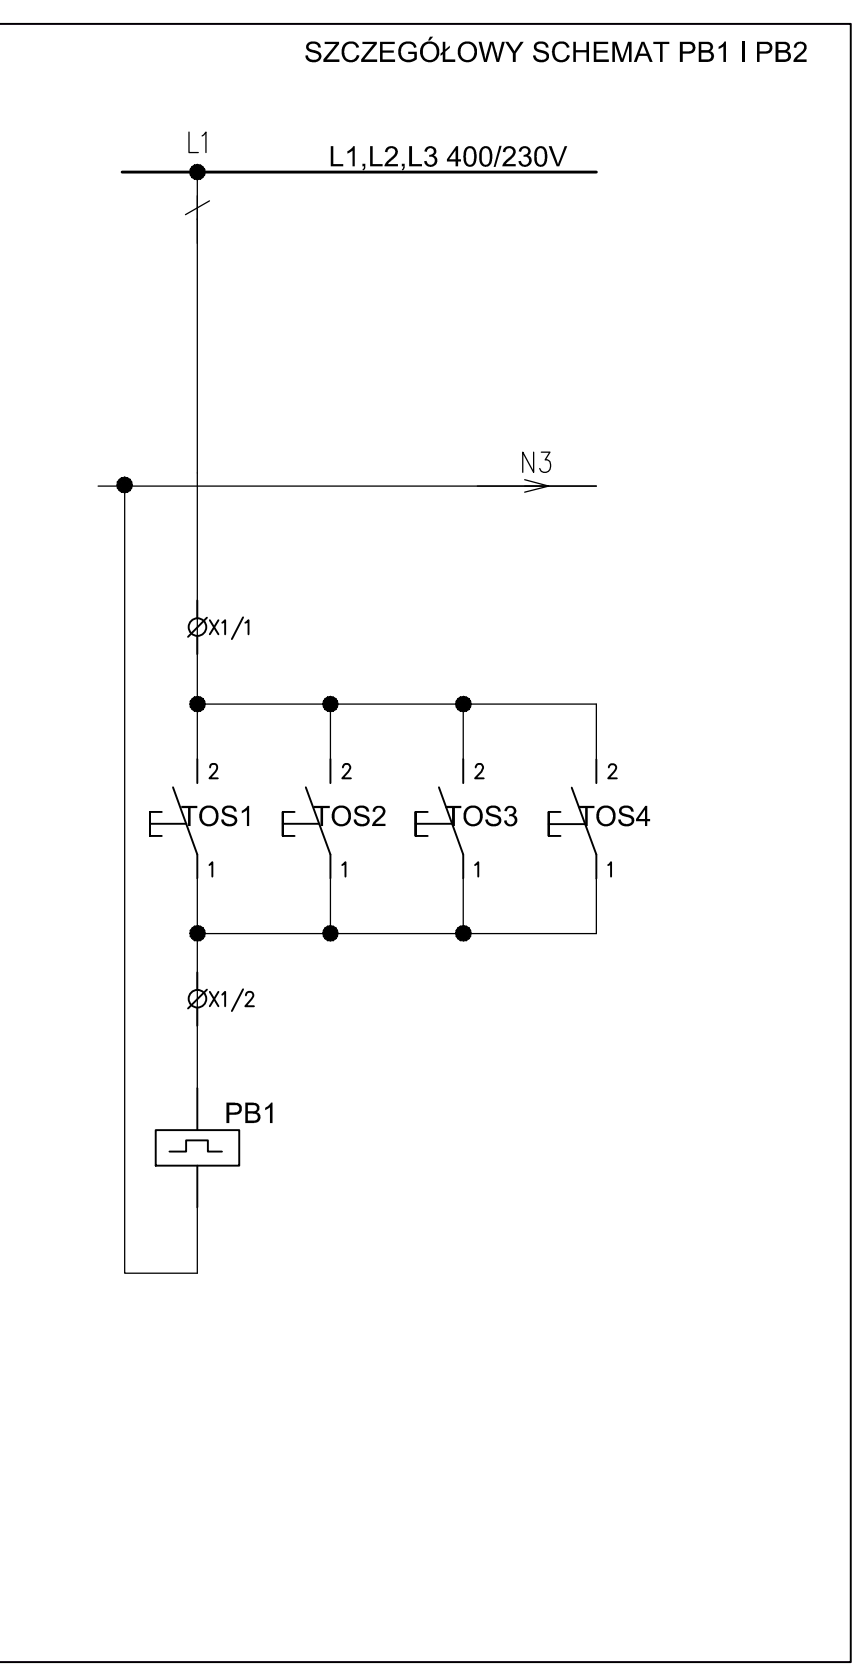 SZCZEGÓŁOWY SCHEMAT PB1 I PB2
L1
L1,L2,L3 400/230V
N3
X1/1
2 2 2 2
TOS1 TOS2 TOS3 TOS4
1 1 1 1
X1/2
PB1